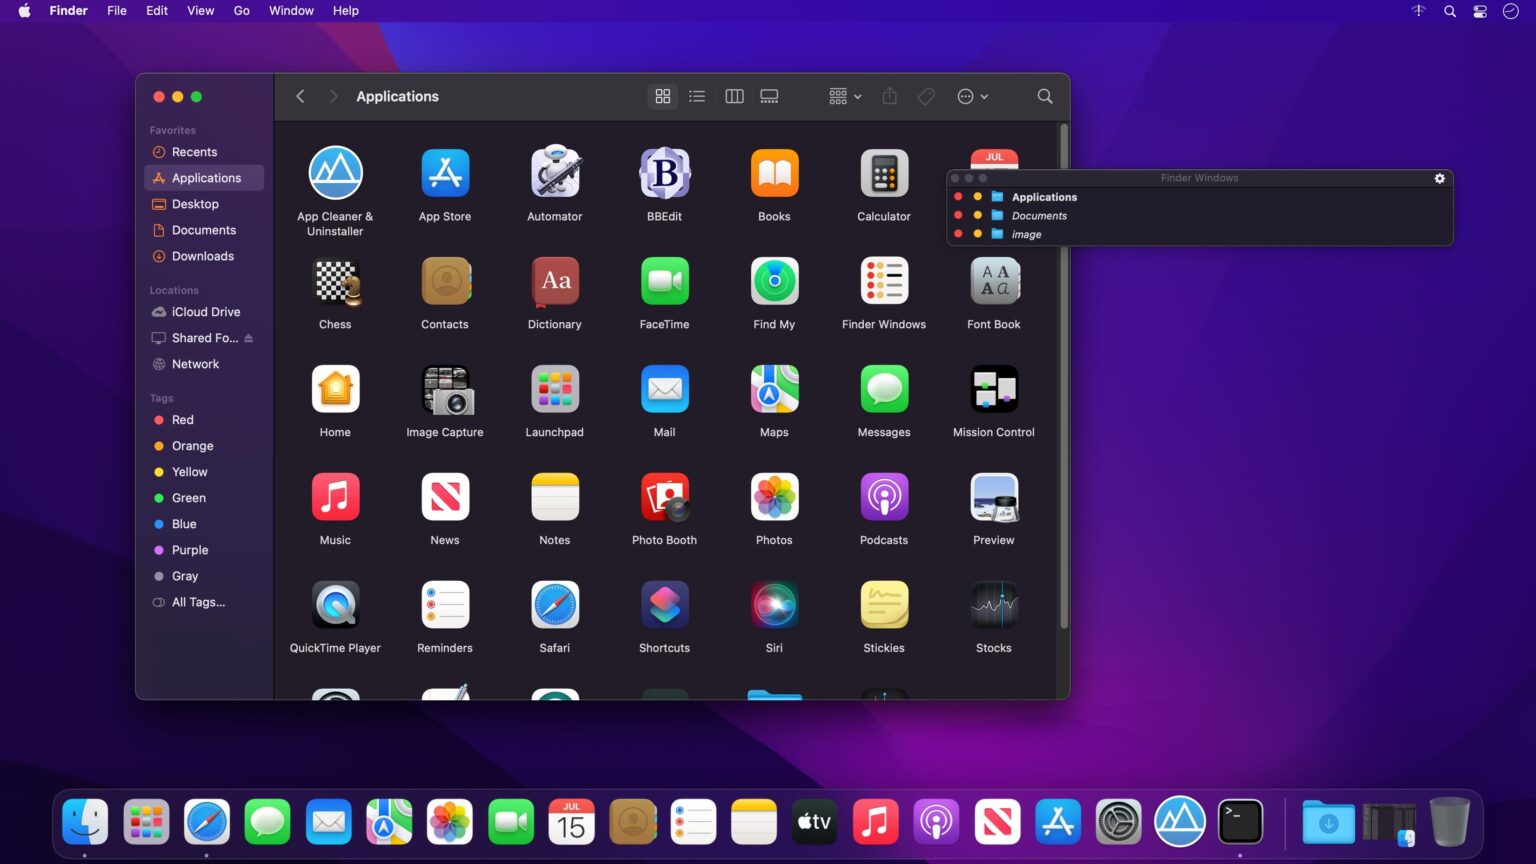 Finder File Edit View Go Window Help
Applications
Favorites
Recents
Applications
Desktop
Documents
Downloads
Locations
iCloud Drive
Shared Fo...
Network
Tags
Red
Orange
Yellow
Green
Blue
Purple
Gray
All Tags...
App Cleaner &
Uninstaller
App Store
Automator
B
BBEdit
Books
Calculator
JUL
Finder Windows
Applications
Documents
image
Chess
Contacts
Aa
Dictionary
FaceTime
Find My
Finder Windows
A A
A a
Font Book
Home
Image Capture
Launchpad
Mail
Maps
Messages
Mission Control
Music
News
Notes
Photo Booth
Photos
Podcasts
Preview
QuickTime Player
Reminders
Safari
Shortcuts
Siri
Stickies
Stocks
JUL
15
tv
>_